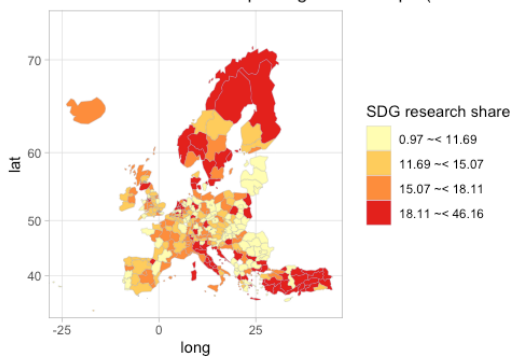 70
60
50
40
lat
-25
0
25
long
SDG research share
0.97 ~< 11.69
11.69 ~< 15.07
15.07 ~< 18.11
18.11 ~< 46.16